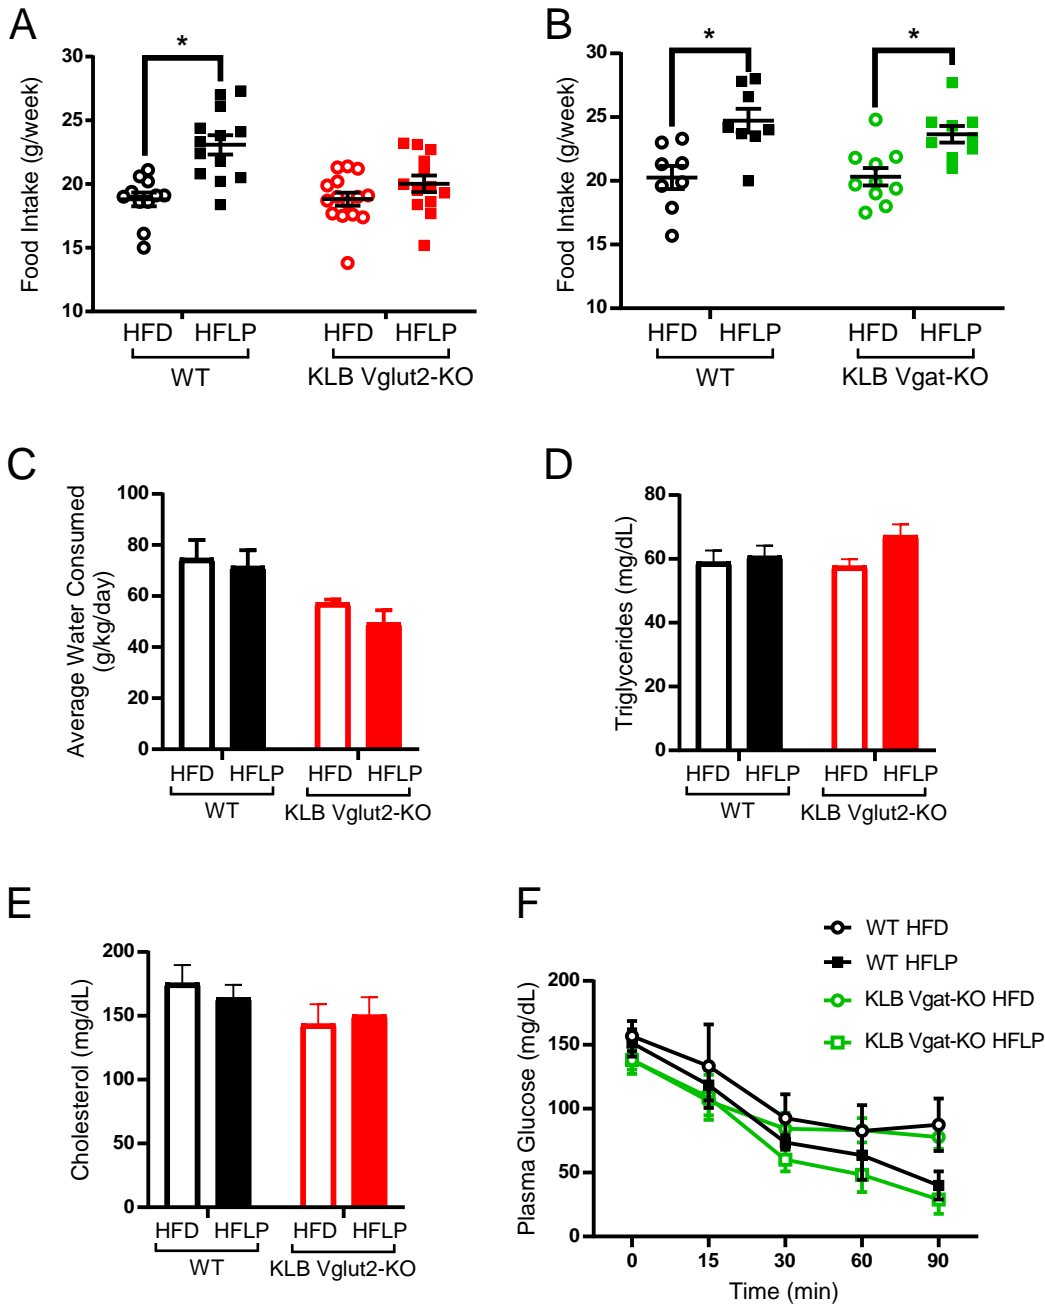 A
*
30
25
20
15
10
Food Intake (g/week)
HFD HFLP HFD HFLP
WT KLB Vglut2-KO
B
* *
30
25
20
15
10
Food Intake (g/week)
HFD HFLP HFD HFLP
WT KLB Vgat-KO
C
100
80
60
40
20
0
Average Water Consumed
(g/kg/day)
HFD HFLP HFD HFLP
WT KLB Vglut2-KO
D
80
60
40
20
0
Triglycerides (mg/dL)
HFD HFLP HFD HFLP
WT KLB Vglut2-KO
E
200
150
100
50
0
Cholesterol (mg/dL)
HFD HFLP HFD HFLP
WT KLB Vglut2-KO
F
WT HFD
WT HFLP
KLB Vgat-KO HFD
KLB Vgat-KO HFLP
200
150
100
50
0
Plasma Glucose (mg/dL)
0 15 30 60 90
Time (min)